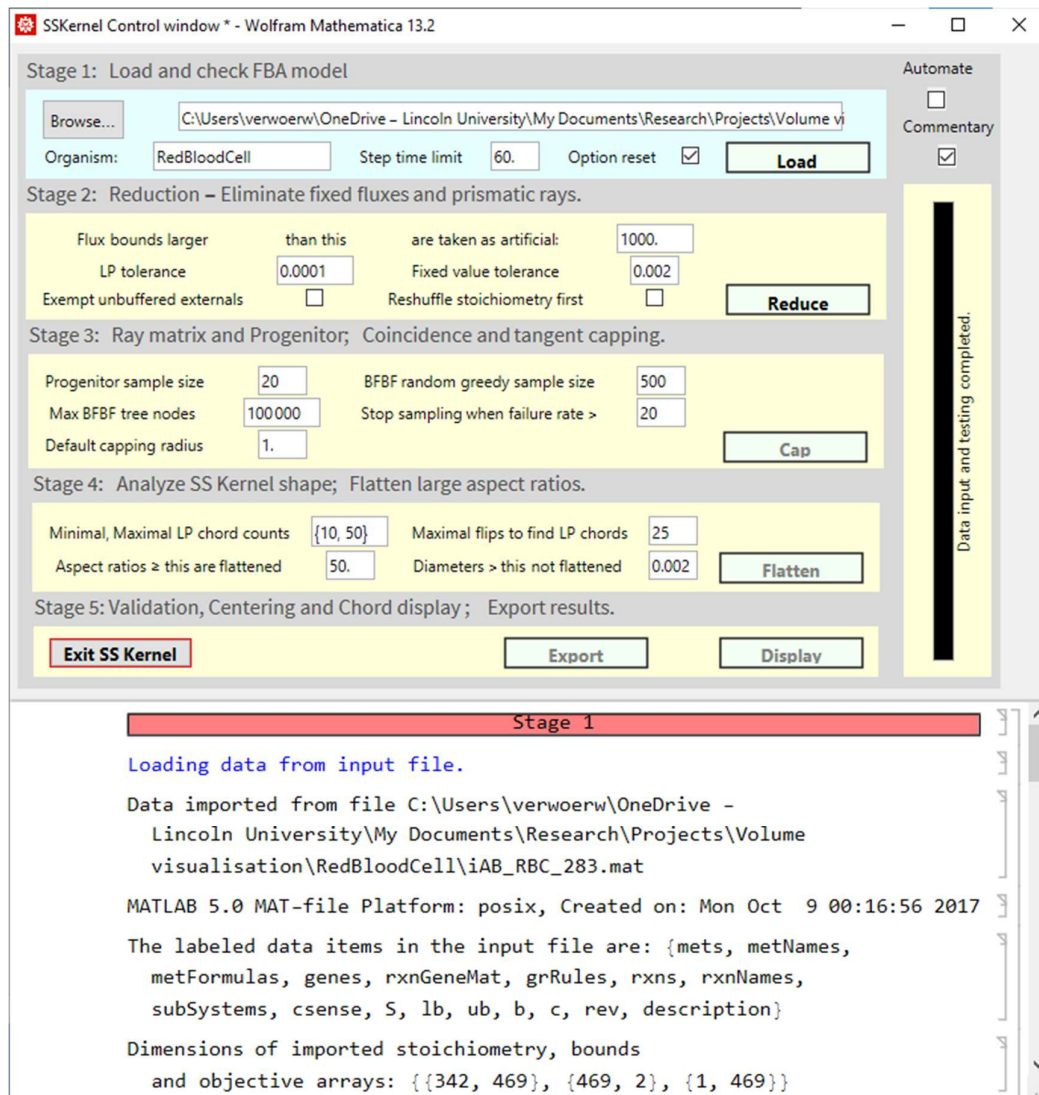 SSKernel Control window * - Wolfram Mathematica 13.2
Stage 1: Load and check FBA model
Automate
Browse...
C:\Users\verwoerw\OneDrive – Lincoln University\My Documents\Research\Projects\Volume vi
Commentary
Organism: RedBloodCell Step time limit 60. Option reset Load
Stage 2: Reduction – Eliminate fixed fluxes and prismatic rays.
Flux bounds larger than this are taken as artificial: 1000.
LP tolerance 0.0001 Fixed value tolerance 0.002
Exempt unbuffered externals Reshuffle stoichiometry first Reduce
Stage 3: Ray matrix and Progenitor; Coincidence and tangent capping.
Progenitor sample size 20 BFBF random greedy sample size 500
Max BFBF tree nodes 100000 Stop sampling when failure rate > 20
Default capping radius 1. Cap
Stage 4: Analyze SS Kernel shape; Flatten large aspect ratios.
Minimal, Maximal LP chord counts {10, 50} Maximal flips to find LP chords 25
Aspect ratios ≥ this are flattened 50. Diameters > this not flattened 0.002 Flatten
Stage 5: Validation, Centering and Chord display; Export results.
Exit SS Kernel Export Display
Data input and testing completed.
Stage 1
Loading data from input file.
Data imported from file C:\Users\verwoerw\OneDrive –
Lincoln University\My Documents\Research\Projects\Volume
visualisation\RedBloodCell\iAB_RBC_283.mat
MATLAB 5.0 MAT-file Platform: posix, Created on: Mon Oct 9 00:16:56 2017
The labeled data items in the input file are: {mets, metNames,
metFormulas, genes, rxnGeneMat, grRules, rxns, rxnNames,
subSystems, csense, S, lb, ub, b, c, rev, description}
Dimensions of imported stoichiometry, bounds
and objective arrays: {{342, 469}, {469, 2}, {1, 469}}